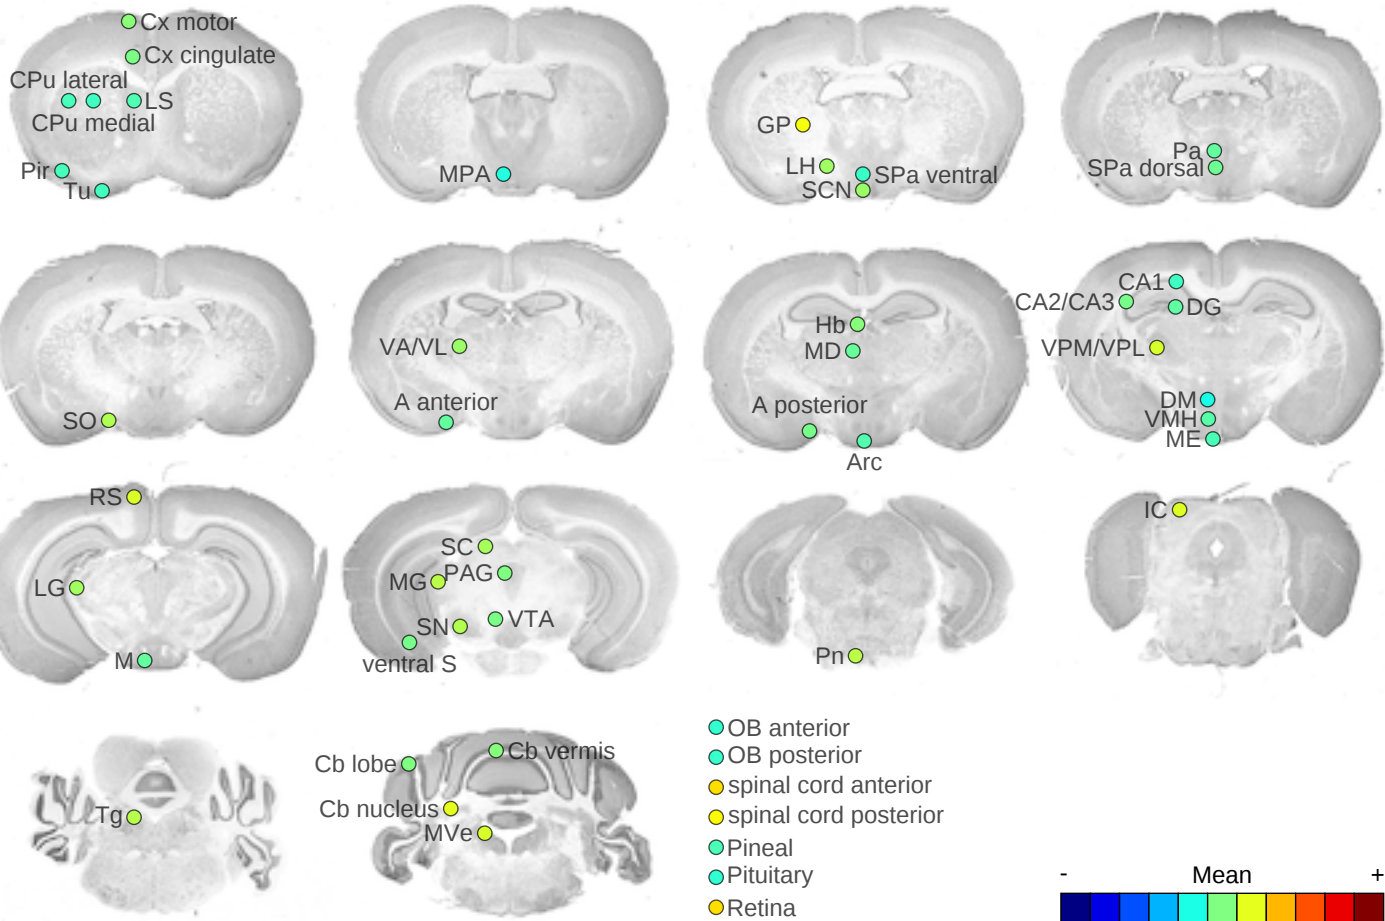 Cx motor
Cx cingulate
CPu lateral
LS
CPu medial
Pir
Tu
MPA
GP
LH
SPa ventral
SCN
Pa
SPa dorsal
SO
VA/VL
A anterior
Hb
MD
A posterior
Arc
CA1
CA2/CA3
DG
VPM/VPL
DM
VMH
ME
RS
LG
M
SC
PAG
MG
SN
VTA
ventral S
Pn
IC
Tg
Cb vermis
Cb lobe
Cb nucleus
MVe
OB anterior
OB posterior
spinal cord anterior
spinal cord posterior
Pineal
Pituitary
Retina
- Mean +